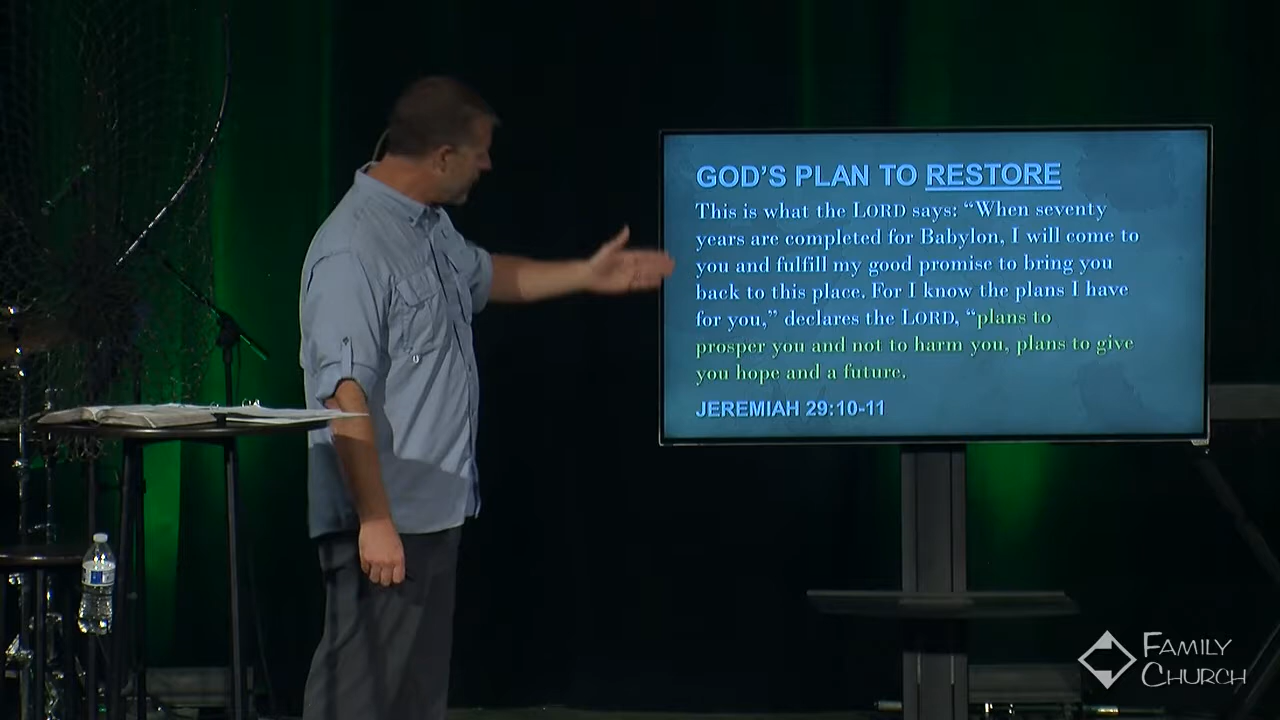 GOD'S PLAN TO RESTORE
This is what the LORD says: “When seventy
years are completed for Babylon, I will come to
you and fulfill my good promise to bring you
back to this place. For I know the plans I have
for you,” declares the LORD, “plans to
prosper you and not to harm you, plans to give
you hope and a future.
JEREMIAH 29:10-11
FAMILY
CHURCH